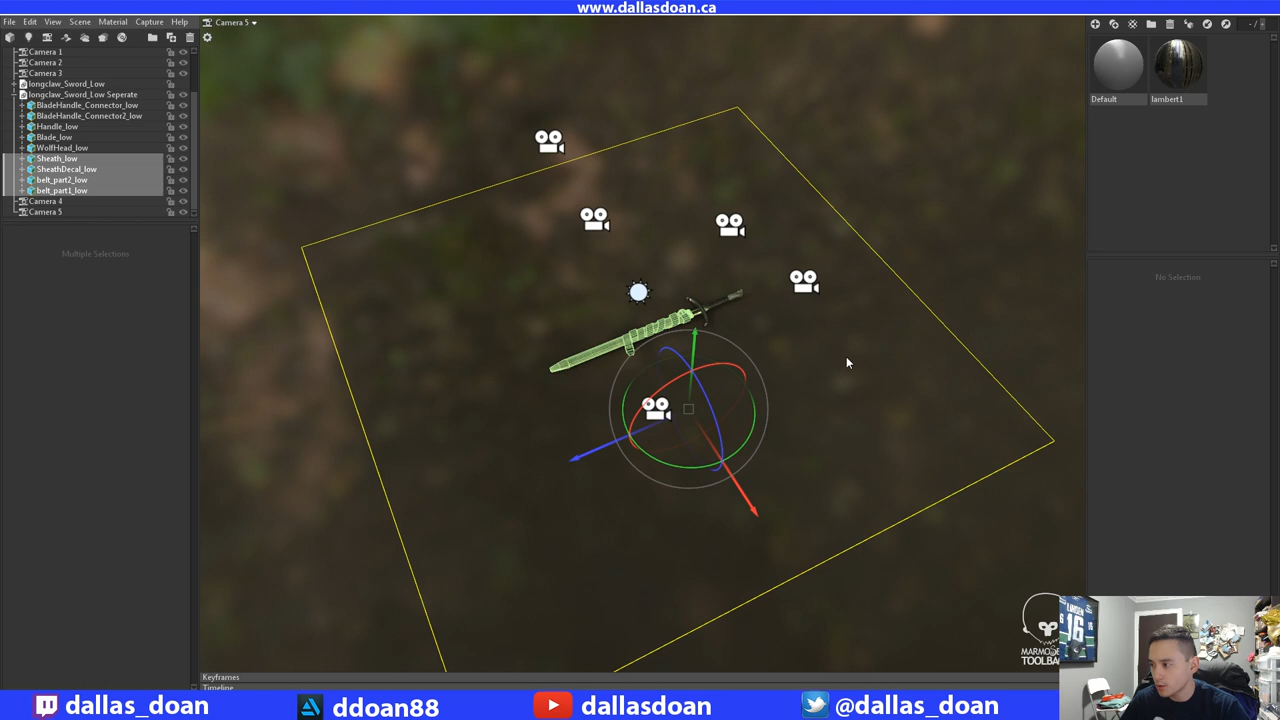 www.dallasdoan.ca
File Edit View Scene Material Capture Help
Camera 5
- /
Camera 1
Camera 2
Camera 3
longclaw_Sword_Low
longclaw_Sword_Low Seperate
BladeHandle_Connector_low
BladeHandle_Connector2_low
Handle_low
Blade_low
WolfHead_low
Sheath_low
SheathDecal_low
belt_part2_low
belt_part1_low
Camera 4
Camera 5
Multiple Selections
Default
lambert1
No Selection
LINDEN
16
Keyframes
Timeline
dallas_doan
ddoan88
dallasdoan
@dallas_doan